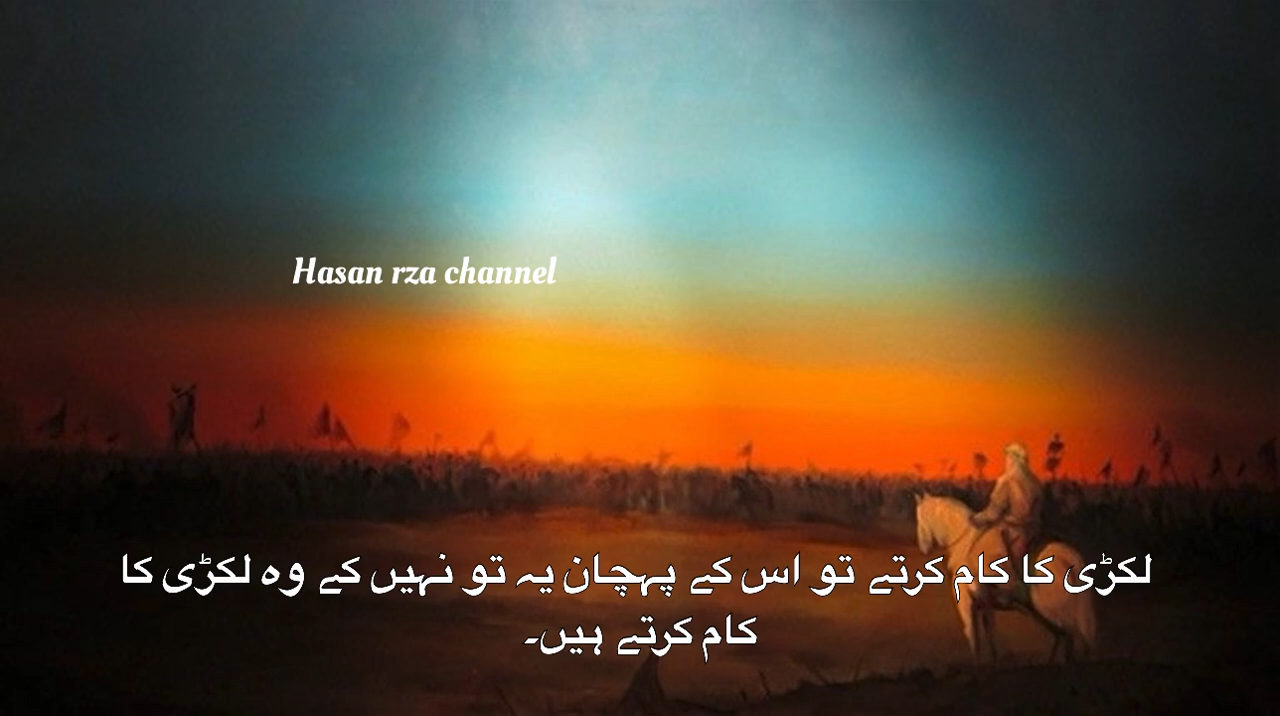 Hasan rza channel
لکڑی کا کام کرتے تو اس کے پہچان یہ تو نہیں کے وہ لکڑی کا
کام کرتے ہیں۔